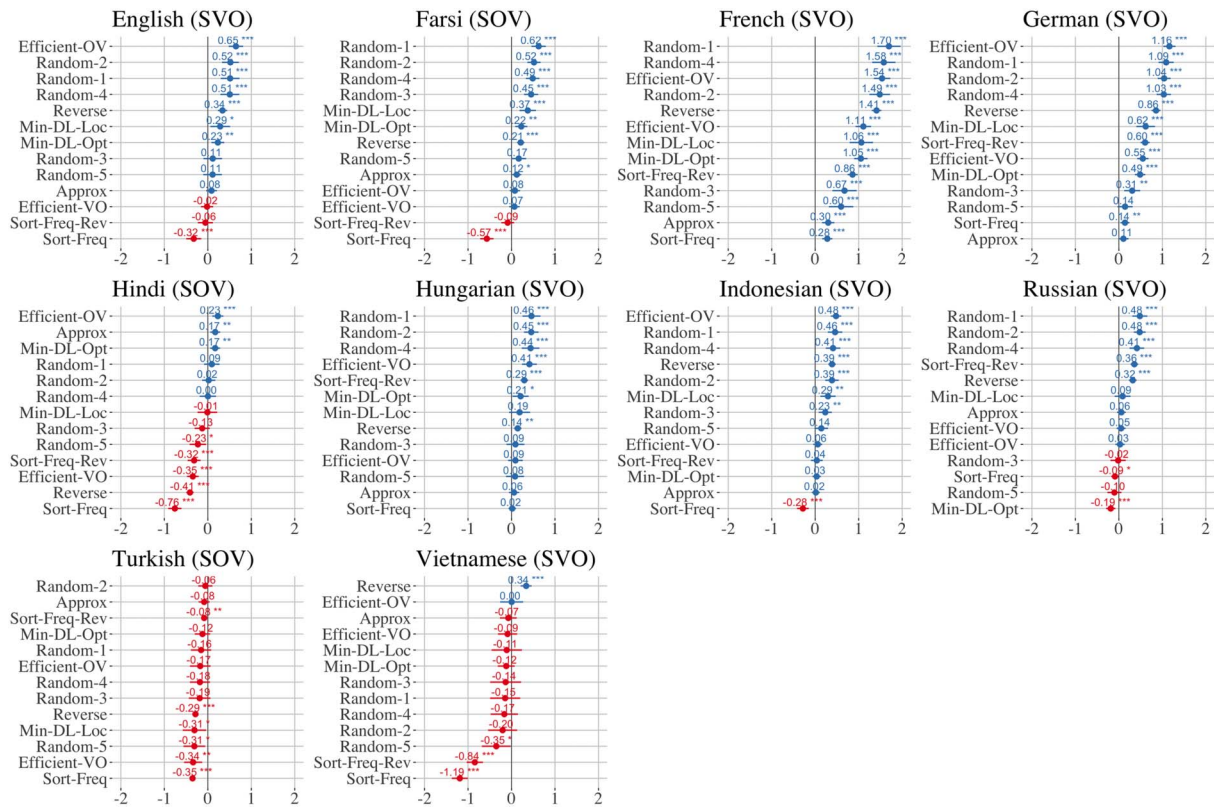 English (SVO)
Efficient-OV 0.65 ***
Random-2 0.52 ***
Random-1 0.51 ***
Random-4 0.51 ***
Reverse 0.34 ***
Min-DL-Loc 0.29 *
Min-DL-Opt 0.23 **
Random-3 0.11
Random-5 0.11
Approx 0.08
Efficient-VO -0.02
Sort-Freq-Rev -0.06
Sort-Freq -0.32 ***
-2 -1 0 1 2
Farsi (SOV)
Random-1 0.62 ***
Random-2 0.52 ***
Random-4 0.49 ***
Random-3 0.45 ***
Min-DL-Loc 0.37 ***
Min-DL-Opt 0.22 **
Reverse 0.21 ***
Random-5 0.17
Approx 0.12
Efficient-OV 0.08
Efficient-VO 0.07
Sort-Freq-Rev -0.09
Sort-Freq -0.57 ***
-2 -1 0 1 2
French (SVO)
Random-1 1.70 ***
Random-4 1.58 ***
Efficient-OV 1.54 ***
Random-2 1.49 ***
Reverse 1.41 ***
Efficient-VO 1.11 ***
Min-DL-Loc 1.06 ***
Min-DL-Opt 1.05 ***
Sort-Freq-Rev 0.86 ***
Random-3 0.67 ***
Random-5 0.60 ***
Approx 0.30 ***
Sort-Freq 0.28 ***
-2 -1 0 1 2
German (SVO)
Efficient-OV 1.16 ***
Random-1 1.09 ***
Random-2 1.04 ***
Random-4 1.03 ***
Reverse 0.86 ***
Min-DL-Loc 0.62 ***
Sort-Freq-Rev 0.60 ***
Efficient-VO 0.55 ***
Min-DL-Opt 0.49 ***
Random-3 0.31 **
Random-5 0.14
Sort-Freq 0.14 **
Approx 0.11
-2 -1 0 1 2
Hindi (SOV)
Efficient-OV 0.23 ***
Approx 0.17 **
Min-DL-Opt 0.17 **
Random-1 0.09
Random-2 0.02
Random-4 0.00
Min-DL-Loc -0.01
Random-3 -0.13
Random-5 -0.23 *
Sort-Freq-Rev -0.32 ***
Efficient-VO -0.35 ***
Reverse -0.41 ***
Sort-Freq -0.76 ***
-2 -1 0 1 2
Hungarian (SVO)
Random-1 0.46 ***
Random-2 0.45 ***
Random-4 0.44 ***
Efficient-VO 0.41 ***
Sort-Freq-Rev 0.29 ***
Min-DL-Opt 0.21 *
Min-DL-Loc 0.19
Reverse 0.14 **
Random-3 0.09
Efficient-OV 0.09
Random-5 0.08
Approx 0.06
Sort-Freq 0.02
-2 -1 0 1 2
Indonesian (SVO)
Efficient-OV 0.48 ***
Random-1 0.46 ***
Random-4 0.41 ***
Reverse 0.39 ***
Random-2 0.39 ***
Min-DL-Loc 0.29 **
Random-3 0.23 **
Random-5 0.14
Efficient-VO 0.06
Sort-Freq-Rev 0.04
Min-DL-Opt 0.03
Approx 0.02
Sort-Freq -0.28 ***
-2 -1 0 1 2
Russian (SVO)
Random-1 0.48 ***
Random-2 0.48 ***
Random-4 0.41 ***
Sort-Freq-Rev 0.36 ***
Reverse 0.32 ***
Min-DL-Loc 0.09
Approx 0.06
Efficient-VO 0.05
Efficient-OV 0.03
Random-3 -0.02
Sort-Freq -0.09 *
Random-5 -0.10
Min-DL-Opt -0.19 ***
-2 -1 0 1 2
Turkish (SOV)
Random-2 -0.06
Approx -0.08
Sort-Freq-Rev -0.08 **
Min-DL-Opt -0.12
Random-1 -0.16
Efficient-OV -0.17
Random-4 -0.18
Random-3 -0.19
Reverse -0.29 ***
Min-DL-Loc -0.31 *
Random-5 -0.31 *
Efficient-VO -0.34 **
Sort-Freq -0.35 ***
-2 -1 0 1 2
Vietnamese (SVO)
Reverse 0.34 ***
Efficient-OV 0.00
Approx -0.07
Efficient-VO -0.09
Min-DL-Loc -0.11
Min-DL-Opt -0.12
Random-3 -0.14
Random-1 -0.15
Random-4 -0.17
Random-2 -0.20
Random-5 -0.35 *
Sort-Freq-Rev -0.84 ***
Sort-Freq -1.19 ***
-2 -1 0 1 2